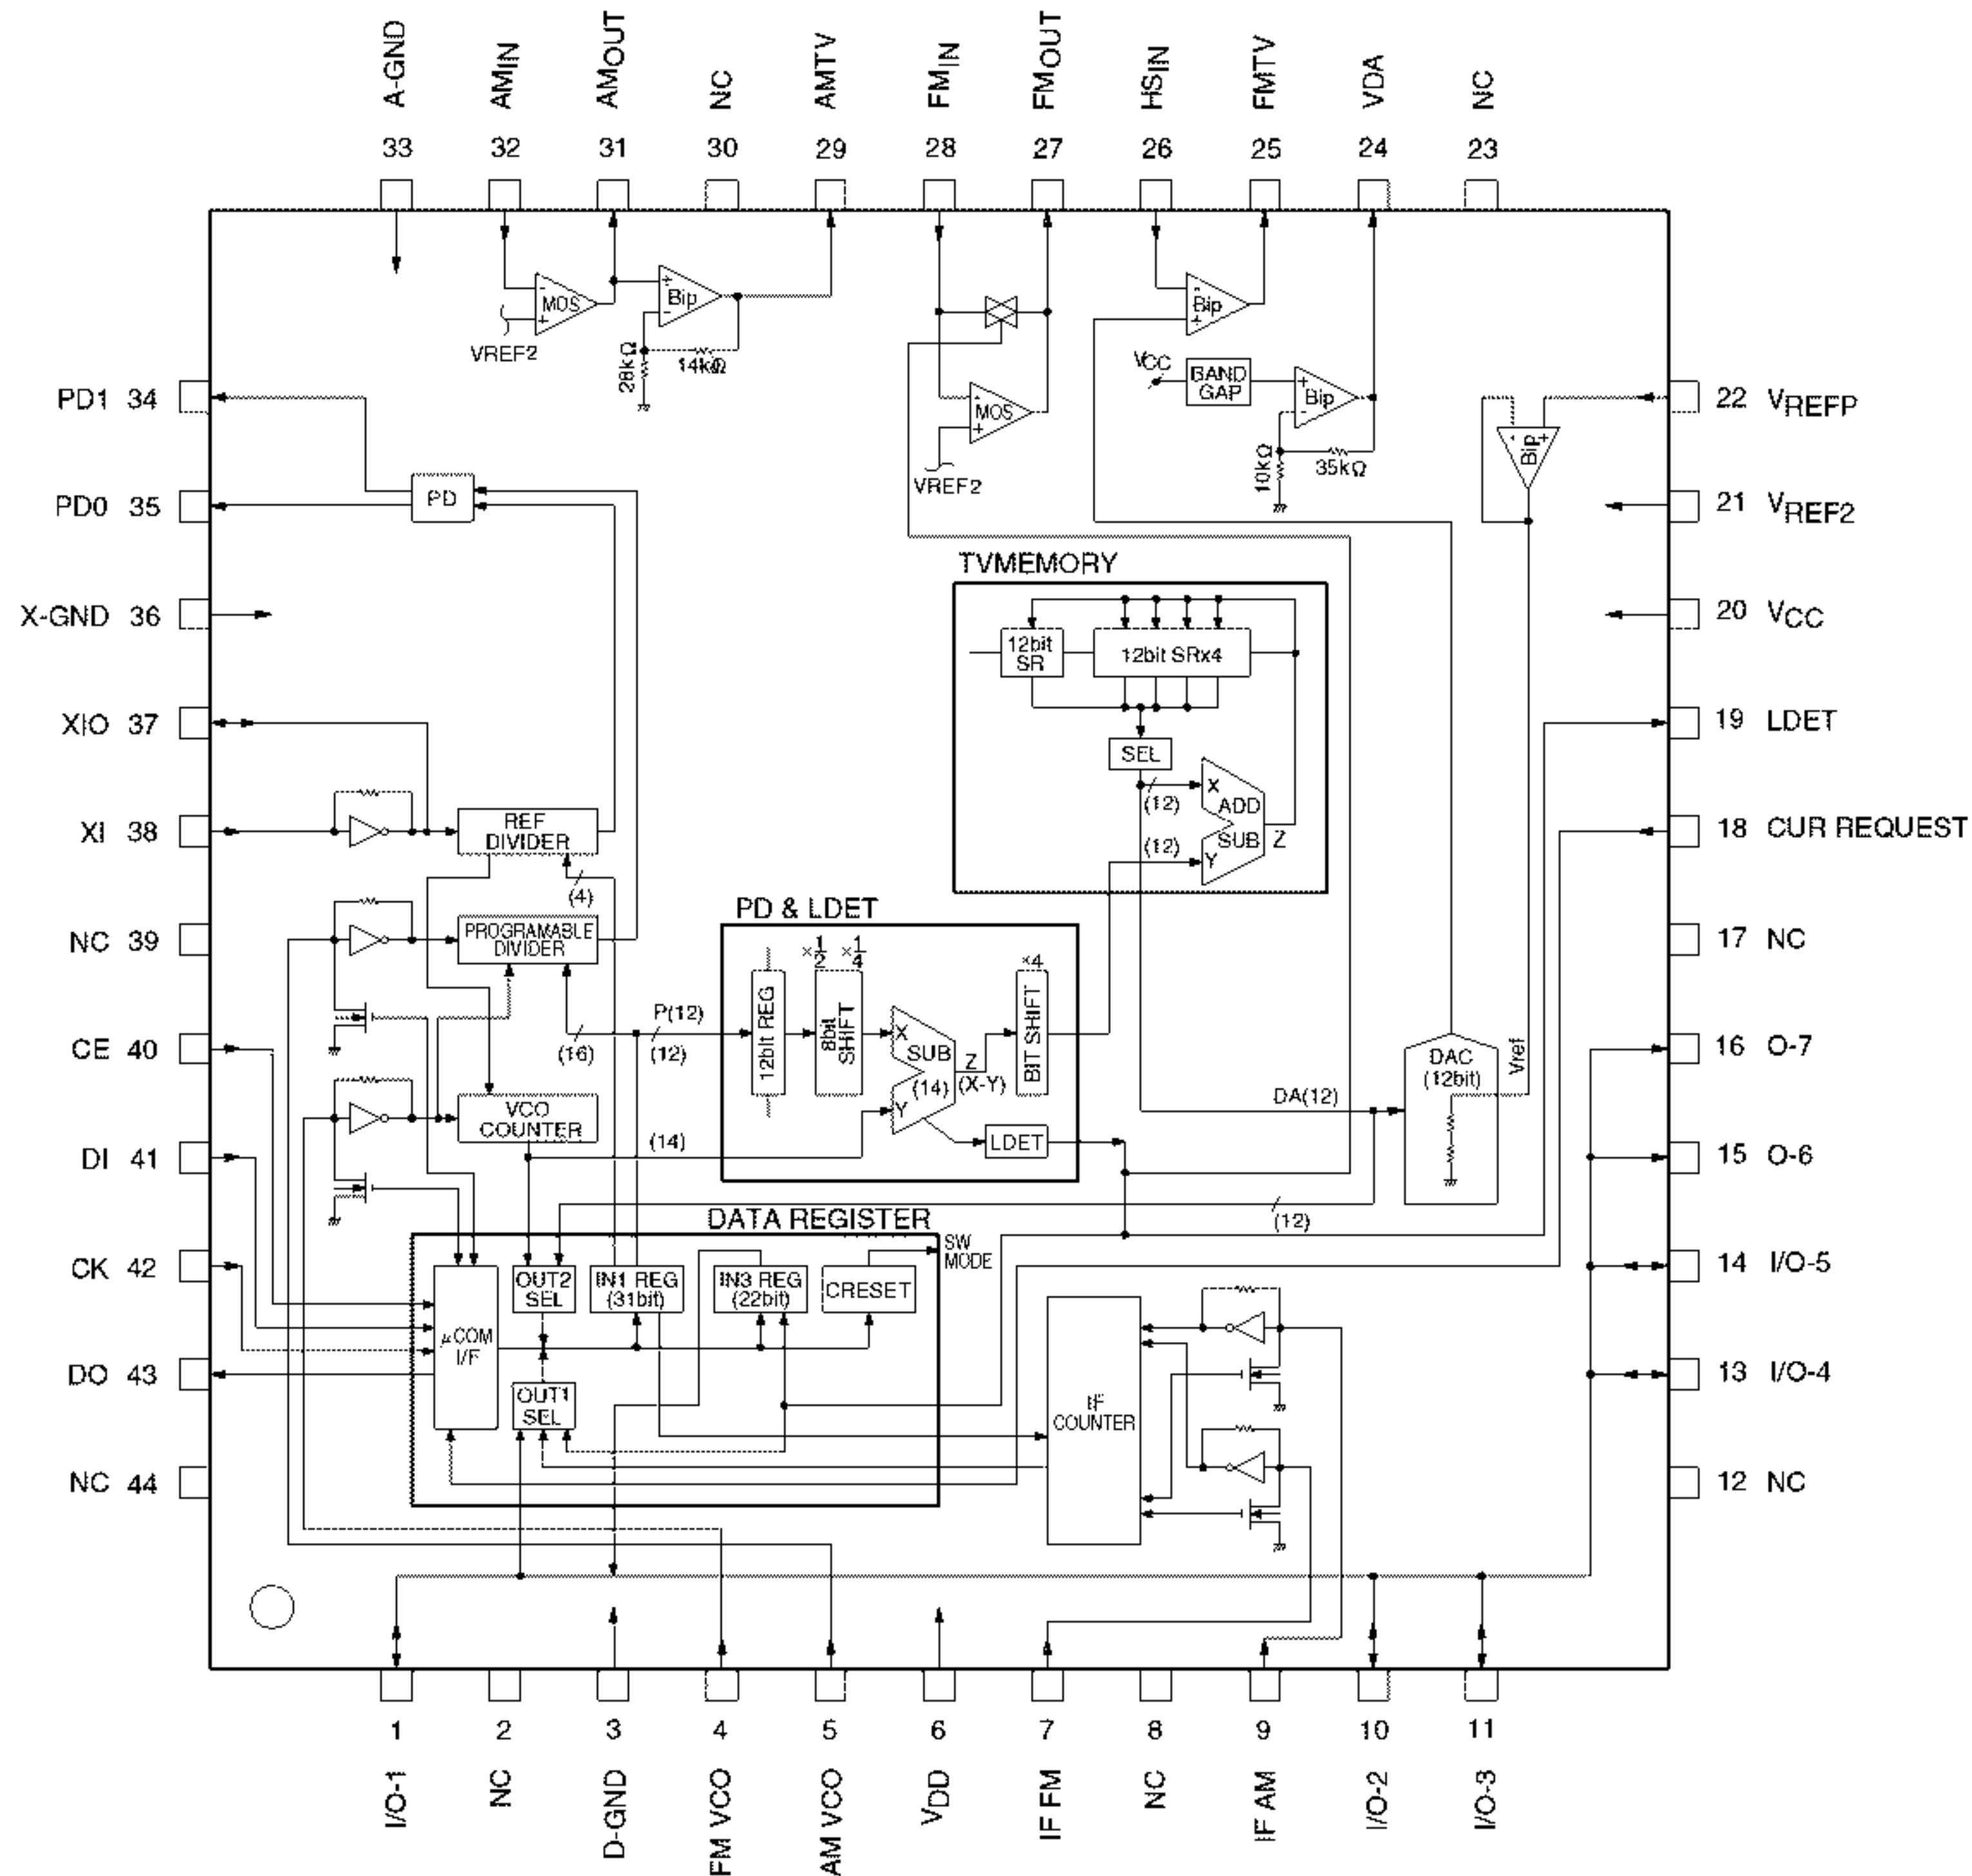 A-GND
AMIN
AMOUT
NC
AMTV
FMIN
FMOUT
HSIN
FMTV
VDA
NC
33 32 31 30 29 28 27 26 25 24 23
MOS
+
-
VREF2
+
-
Bip
28kΩ
14kΩ
-
MOS
+
VREF2
-
Bip
+
VCC
BAND GAP
+
Bip
-
10kΩ
35kΩ
-
Bip
+
PD1 34
PD0 35
X-GND 36
XIO 37
XI 38
NC 39
CE 40
DI 41
CK 42
DO 43
NC 44
22 VREFP
21 VREF2
20 VCC
19 LDET
18 CUR REQUEST
17 NC
16 O-7
15 O-6
14 I/O-5
13 I/O-4
12 NC
PD
TVMEMORY
12bit
SR
12bit SRx4
SEL
(12)
X
ADD
SUB
Z
(12)
Y
REF
DIVIDER
(4)
PROGRAMABLE
DIVIDER
(16)
P(12)
(12)
VCO
COUNTER
(14)
PD & LDET
×1/2 ×1/4
×4
12bit REG
8bit
SHIFT
X
SUB
(14)
Y
Z
(X-Y)
BIT SHIFT
LDET
DA(12)
DAC
(12bit)
Vref
(12)
DATA REGISTER
SW
MODE
μCOM
I/F
OUT2
SEL
IN1 REG
(31bit)
IN3 REG
(22bit)
CRESET
OUT1
SEL
IF
COUNTER
1 2 3 4 5 6 7 8 9 10 11
I/O-1
NC
D-GND
FM VCO
AM VCO
VDD
IF FM
NC
IF AM
I/O-2
I/O-3